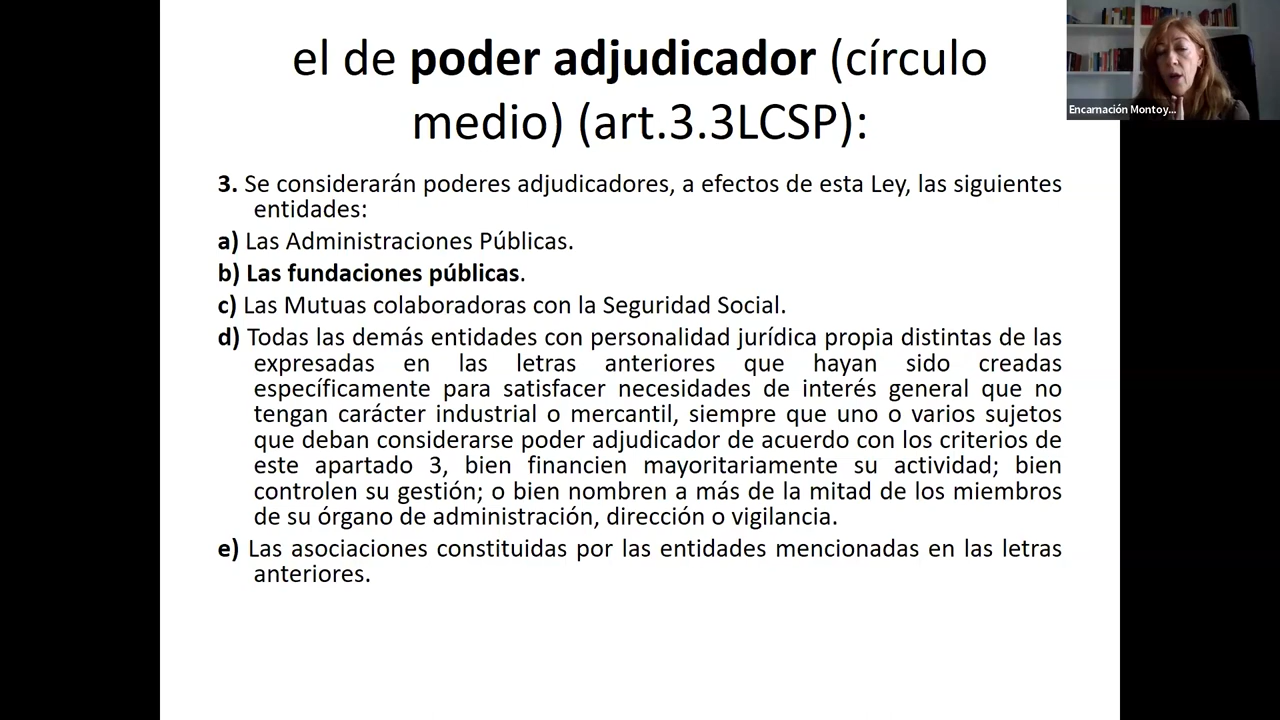 el de poder adjudicador (círculo
medio) (art.3.3LCSP):
Encarnación Montoy...
3. Se considerarán poderes adjudicadores, a efectos de esta Ley, las siguientes
entidades:
a) Las Administraciones Públicas.
b) Las fundaciones públicas.
c) Las Mutuas colaboradoras con la Seguridad Social.
d) Todas las demás entidades con personalidad jurídica propia distintas de las
expresadas en las letras anteriores que hayan sido creadas
específicamente para satisfacer necesidades de interés general que no
tengan carácter industrial o mercantil, siempre que uno o varios sujetos
que deban considerarse poder adjudicador de acuerdo con los criterios de
este apartado 3, bien financien mayoritariamente su actividad; bien
controlen su gestión; o bien nombren a más de la mitad de los miembros
de su órgano de administración, dirección o vigilancia.
e) Las asociaciones constituidas por las entidades mencionadas en las letras
anteriores.